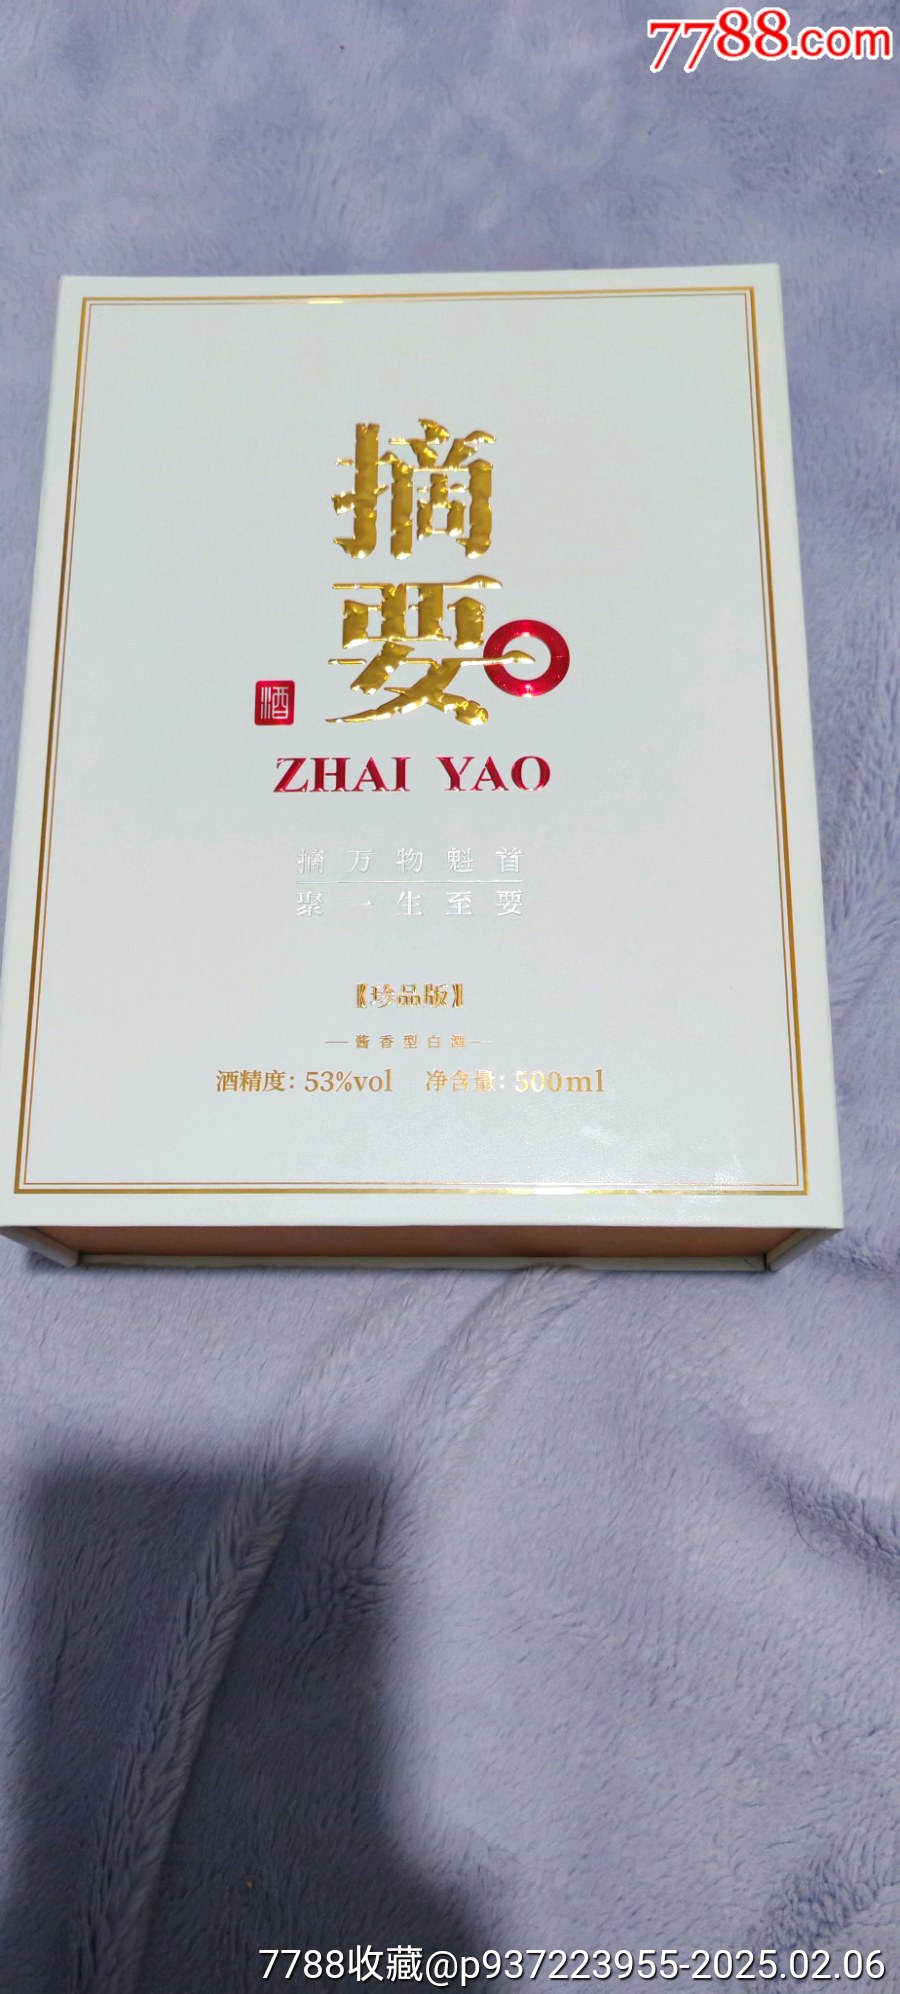 7788.com
摘
要
酒
ZHAI YAO
摘万物魁首
聚一生至要
【珍品版】
酱香型白酒
酒精度：53%vol 净含量：500ml
7788收藏@p937223955-2025.02.06